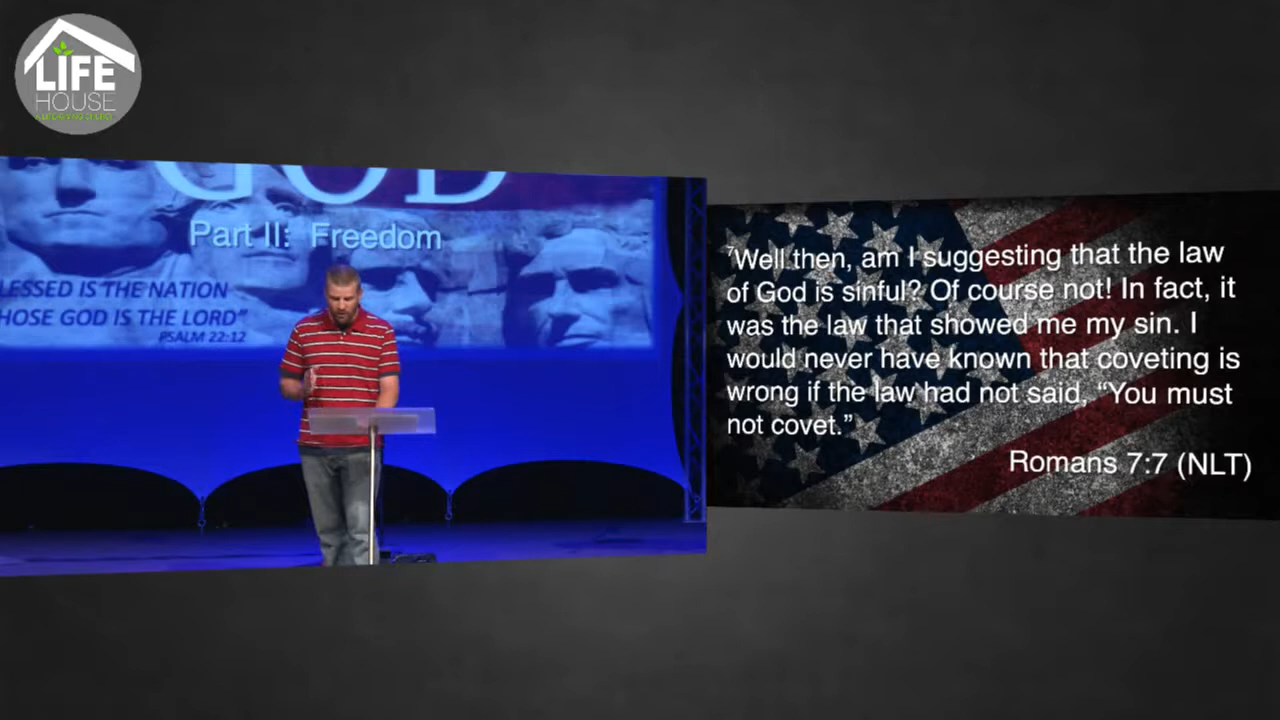 LIFE
HOUSE
GOD
Part II: Freedom
LESSED IS THE NATION
HOSE GOD IS THE LORD”
PSALM 22:12
⁷Well then, am I suggesting that the law
of God is sinful? Of course not! In fact, it
was the law that showed me my sin. I
would never have known that coveting is
wrong if the law had not said, “You must
not covet.”
Romans 7:7 (NLT)